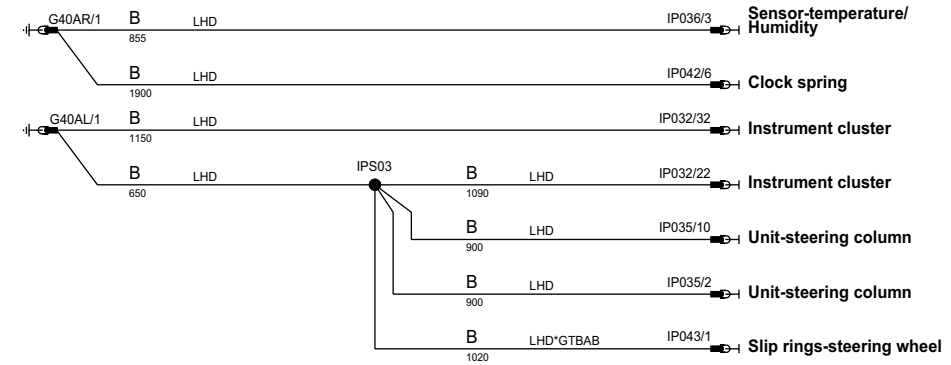 G40AR/1 B LHD IP036/3 Sensor-temperature/
Humidity
855
B LHD IP042/6 Clock spring
1900
G40AL/1 B LHD IP032/32 Instrument cluster
1150
B LHD IPS03 B LHD IP032/22 Instrument cluster
650 1090
B LHD IP035/10 Unit-steering column
900
B LHD IP035/2 Unit-steering column
900
B LHD*GTBAB IP043/1 Slip rings-steering wheel
1020